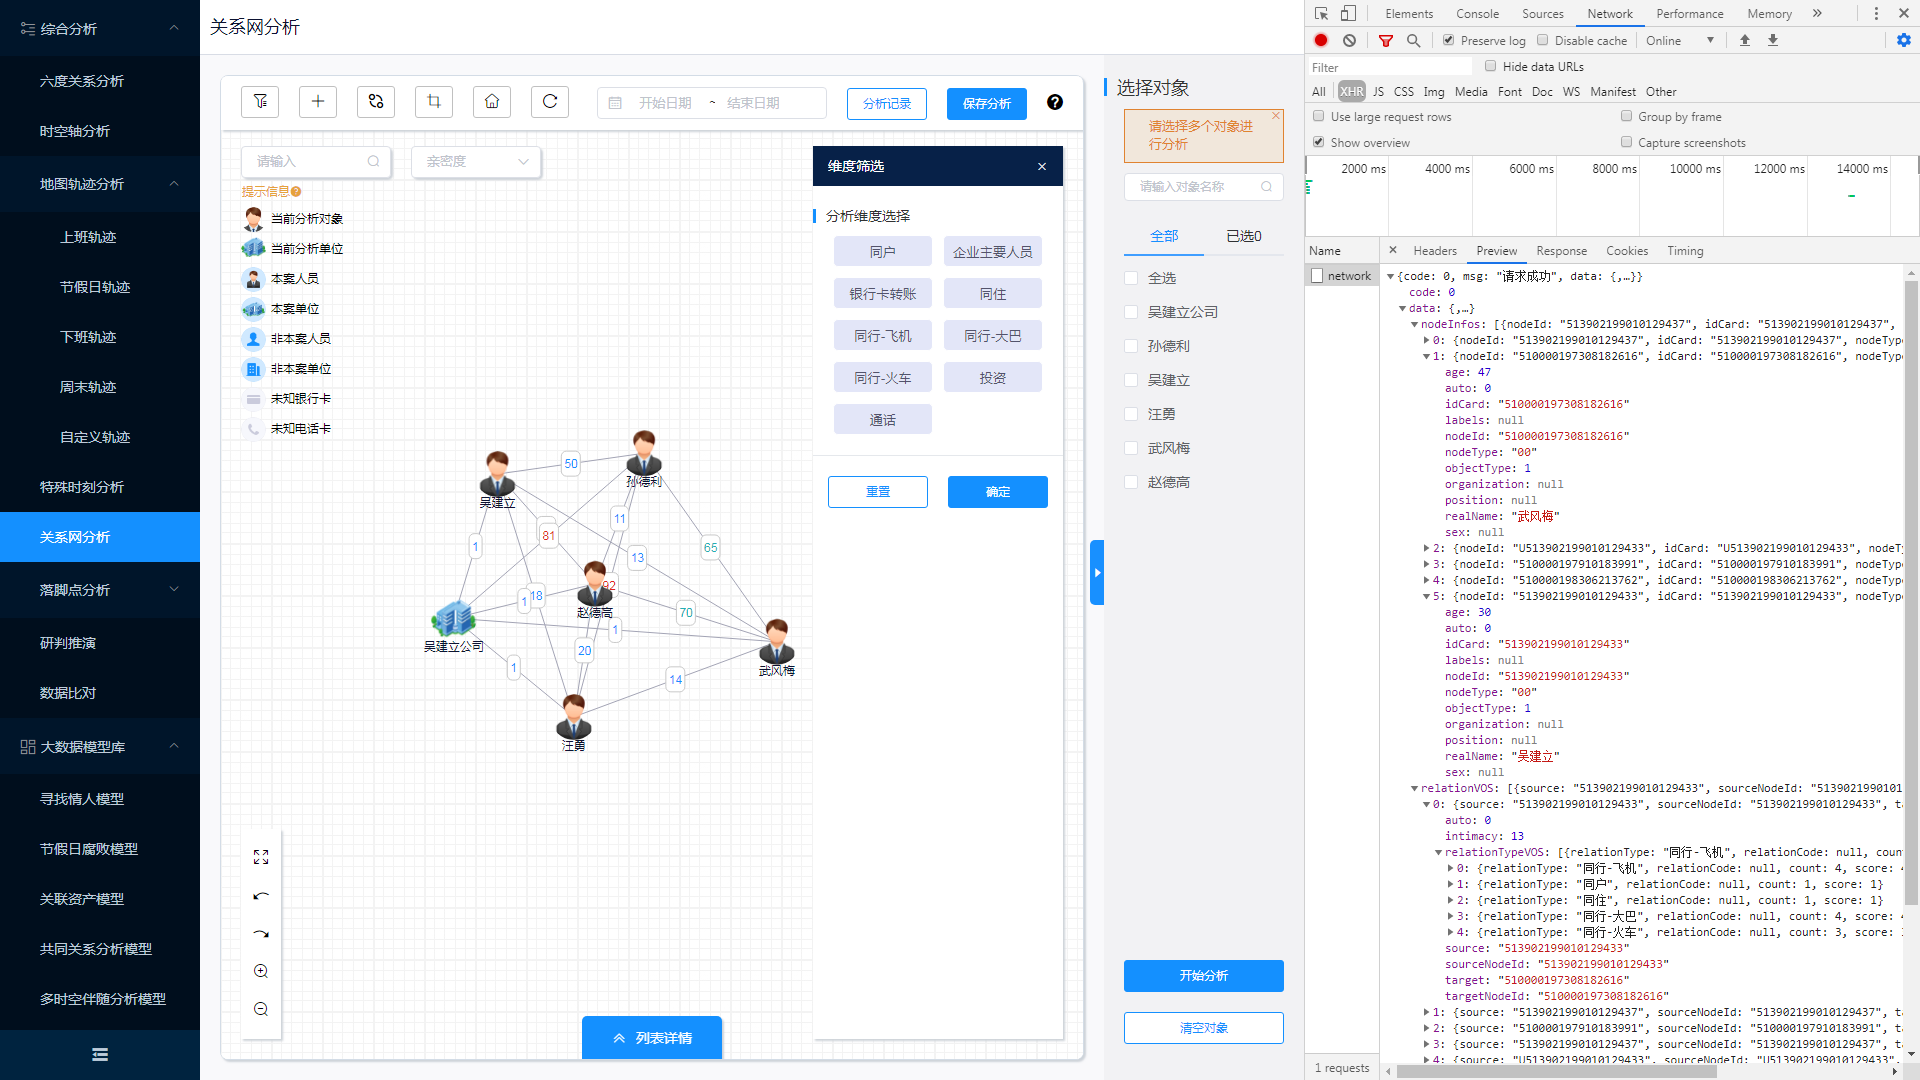 综合分析
六度关系分析
时空轴分析
地图轨迹分析
上班轨迹
节假日轨迹
下班轨迹
周末轨迹
自定义轨迹
特殊时刻分析
关系网分析
落脚点分析
研判推演
数据比对
大数据模型库
寻找情人模型
节假日腐败模型
关联资产模型
共同关系分析模型
多时空伴随分析模型
关系网分析
开始日期 ~ 结束日期
分析记录
保存分析
请输入
亲密度
提示信息
当前分析对象
当前分析单位
本案人员
本案单位
非本案人员
非本案单位
未知银行卡
未知电话卡
50
吴建立
孙德利
11
81
1
13
65
92
1
18
赵德高
70
1
吴建立公司
20
1
14
武风梅
汪勇
列表详情
维度筛选
分析维度选择
同户 企业主要人员
银行卡转账 同住
同行-飞机 同行-大巴
同行-火车 投资
通话
重置 确定
选择对象
请选择多个对象进
行分析
请输入对象名称
全部 已选0
全选
吴建立公司
孙德利
吴建立
汪勇
武风梅
赵德高
开始分析
清空对象
Elements Console Sources Network Performance Memory
Preserve log Disable cache Online
Filter Hide data URLs
All XHR JS CSS Img Media Font Doc WS Manifest Other
Use large request rows Group by frame
Show overview Capture screenshots
2000 ms 4000 ms 6000 ms 8000 ms 10000 ms 12000 ms 14000 ms
Name Headers Preview Response Cookies Timing
network
{code: 0, msg: "请求成功", data: {,…}}
code: 0
data: {,…}
nodeInfos: [{nodeId: "513902199010129437", idCard: "513902199010129437",
0: {nodeId: "513902199010129437", idCard: "513902199010129437", nodeType
1: {nodeId: "510000197308182616", idCard: "510000197308182616", nodeType
age: 47
auto: 0
idCard: "510000197308182616"
labels: null
nodeId: "510000197308182616"
nodeType: "00"
objectType: 1
organization: null
position: null
realName: "武风梅"
sex: null
2: {nodeId: "U513902199010129433", idCard: "U513902199010129433", nodeTy
3: {nodeId: "510000197910183991", idCard: "510000197910183991", nodeType
4: {nodeId: "510000198306213762", idCard: "510000198306213762", nodeType
5: {nodeId: "513902199010129433", idCard: "513902199010129433", nodeType
age: 30
auto: 0
idCard: "513902199010129433"
labels: null
nodeId: "513902199010129433"
nodeType: "00"
objectType: 1
organization: null
position: null
realName: "吴建立"
sex: null
relationVOS: [{source: "513902199010129433", sourceNodeId: "5139021990101
0: {source: "513902199010129433", sourceNodeId: "513902199010129433", ta
auto: 0
intimacy: 13
relationTypeVOS: [{relationType: "同行-飞机", relationCode: null, coun
0: {relationType: "同行-飞机", relationCode: null, count: 4, score: 4
1: {relationType: "同户", relationCode: null, count: 1, score: 1}
2: {relationType: "同住", relationCode: null, count: 1, score: 1}
3: {relationType: "同行-大巴", relationCode: null, count: 4, score: 4
4: {relationType: "同行-火车", relationCode: null, count: 3, score:
source: "513902199010129433"
sourceNodeId: "513902199010129433"
target: "510000197308182616"
targetNodeId: "510000197308182616"
1: {source: "513902199010129437", sourceNodeId: "513902199010129437", ta
2: {source: "510000197910183991", sourceNodeId: "510000197910183991", ta
3: {source: "513902199010129437", sourceNodeId: "513902199010129437", ta
4: {source: "U513902199010129433", sourceNodeId: "U513902199010129433",
1 requests